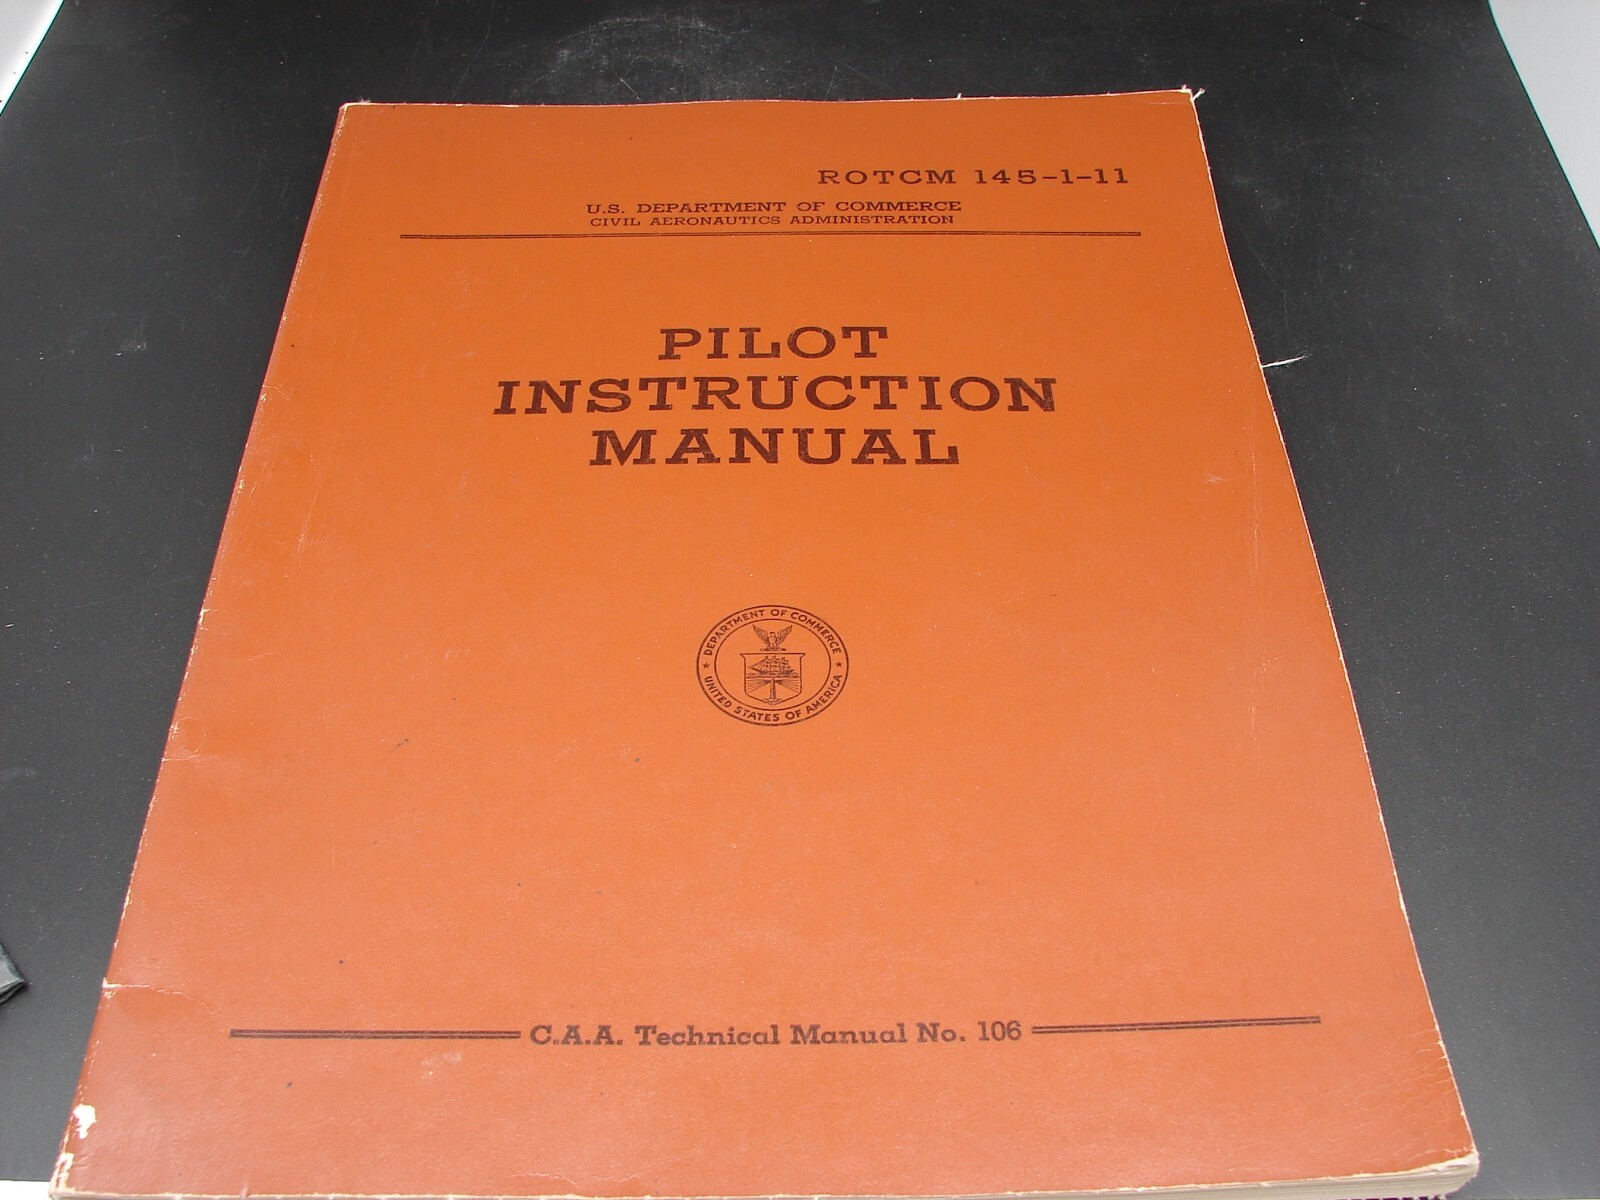 ROTCM 145-1-11
U.S. DEPARTMENT OF COMMERCE
CIVIL AERONAUTICS ADMINISTRATION
PILOT
INSTRUCTION
MANUAL
DEPARTMENT OF COMMERCE
UNITED STATES OF AMERICA
C.A.A. Technical Manual No. 106